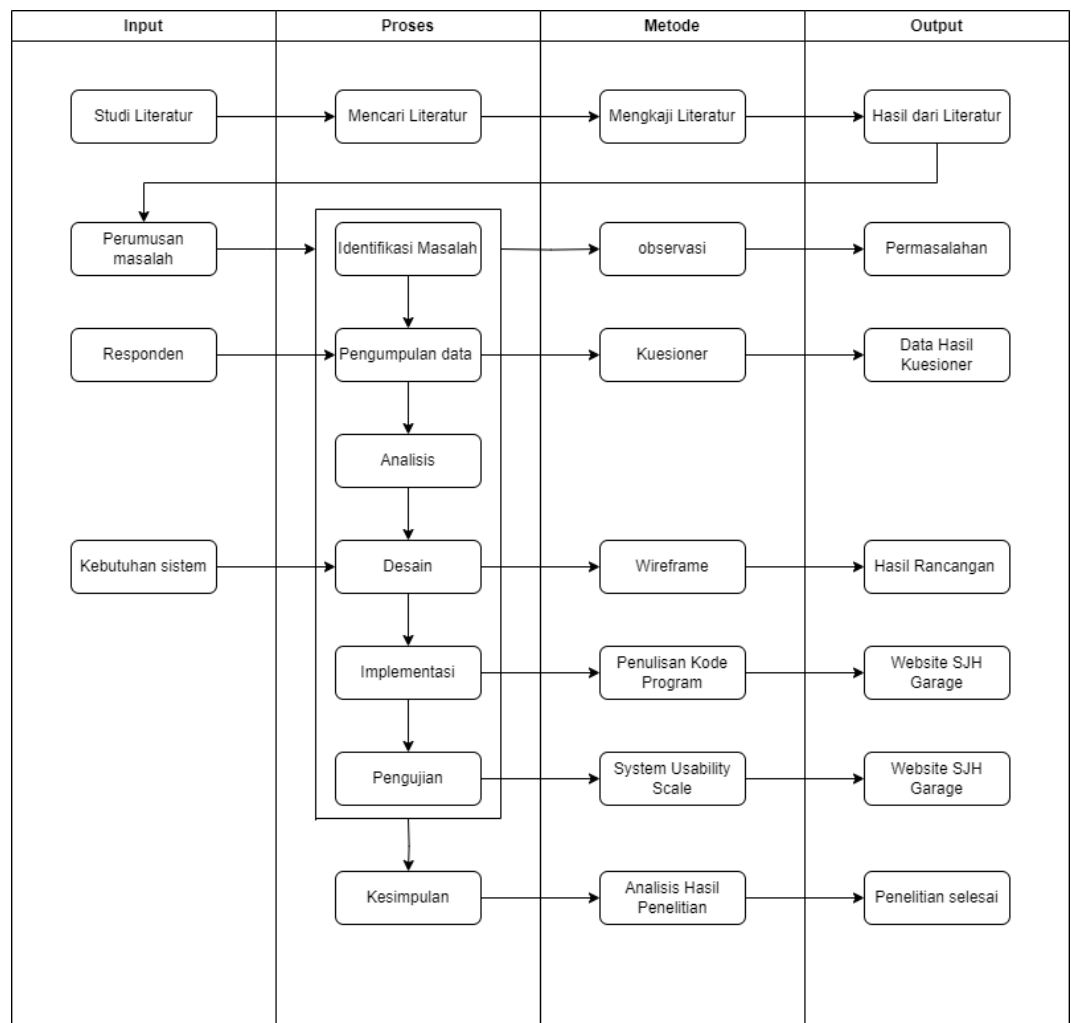 Input
Proses
Metode
Output
Studi Literatur
Mencari Literatur
Mengkaji Literatur
Hasil dari Literatur
Perumusan
masalah
Identifikasi Masalah
observasi
Permasalahan
Responden
Pengumpulan data
Kuesioner
Data Hasil
Kuesioner
Analisis
Kebutuhan sistem
Desain
Wireframe
Hasil Rancangan
Implementasi
Penulisan Kode
Program
Website SJH
Garage
Pengujian
System Usability
Scale
Website SJH
Garage
Kesimpulan
Analisis Hasil
Penelitian
Penelitian selesai